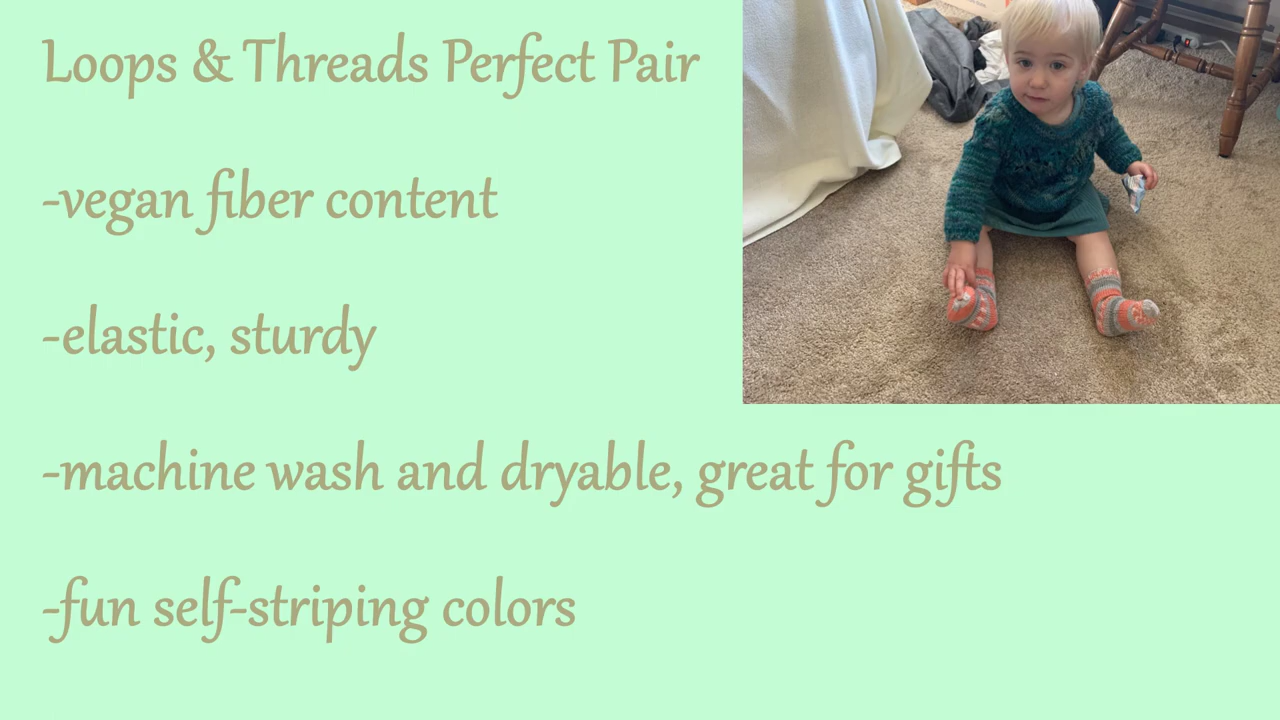 Loops & Threads Perfect Pair
-vegan fiber content
-elastic, sturdy
-machine wash and dryable, great for gifts
-fun self-striping colors